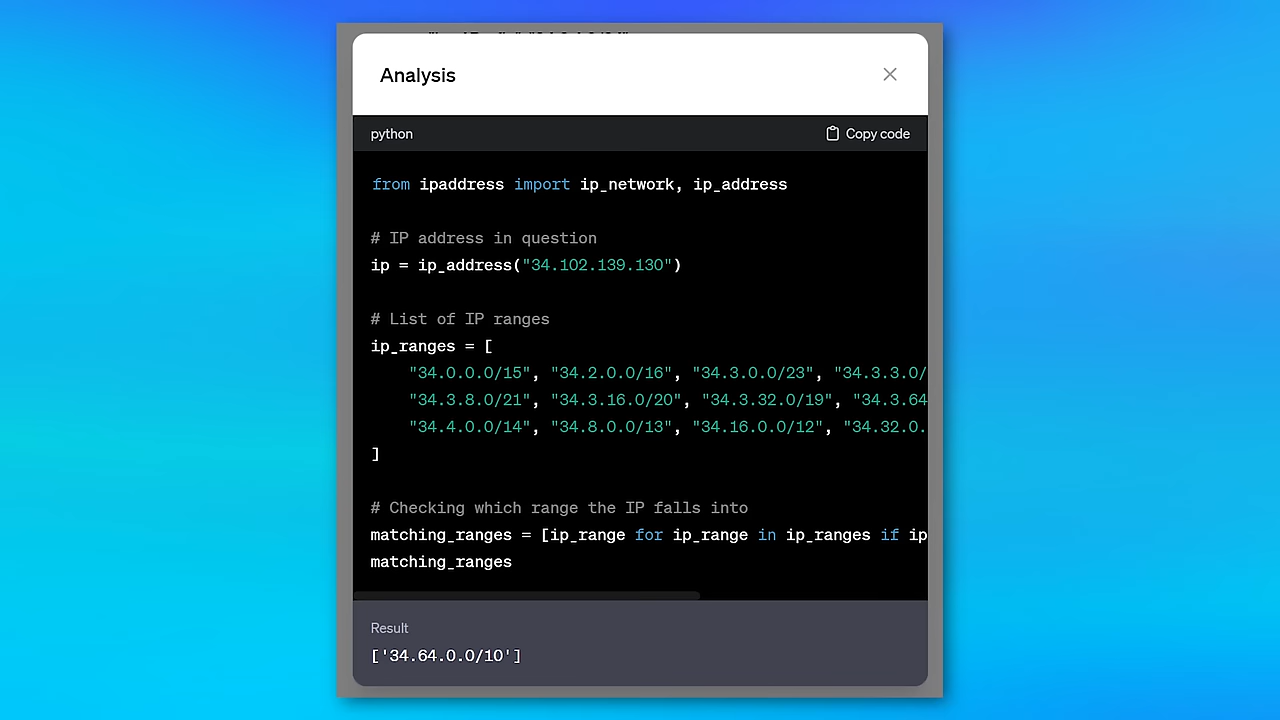 Analysis
python
Copy code
from ipaddress import ip_network, ip_address
# IP address in question
ip = ip_address("34.102.139.130")
# List of IP ranges
ip_ranges = [
"34.0.0.0/15", "34.2.0.0/16", "34.3.0.0/23", "34.3.3.0/
"34.3.8.0/21", "34.3.16.0/20", "34.3.32.0/19", "34.3.64
"34.4.0.0/14", "34.8.0.0/13", "34.16.0.0/12", "34.32.0.
]
# Checking which range the IP falls into
matching_ranges = [ip_range for ip_range in ip_ranges if ip
matching_ranges
Result
['34.64.0.0/10']